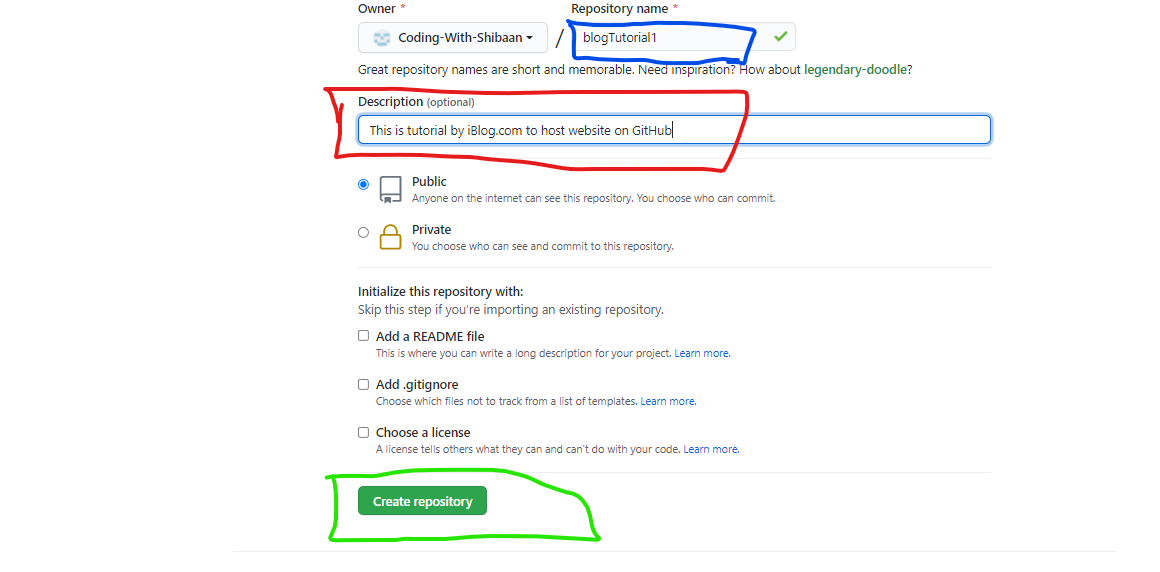 Owner * Repository name *
Coding-With-Shibaan / blogTutorial1
Great repository names are short and memorable. Need inspiration? How about legendary-doodle?
Description (optional)
This is tutorial by iBlog.com to host website on GitHub
Public
Anyone on the internet can see this repository. You choose who can commit.
Private
You choose who can see and commit to this repository.
Initialize this repository with:
Skip this step if you're importing an existing repository.
Add a README file
This is where you can write a long description for your project. Learn more.
Add .gitignore
Choose which files not to track from a list of templates. Learn more.
Choose a license
A license tells others what they can and can't do with your code. Learn more.
Create repository